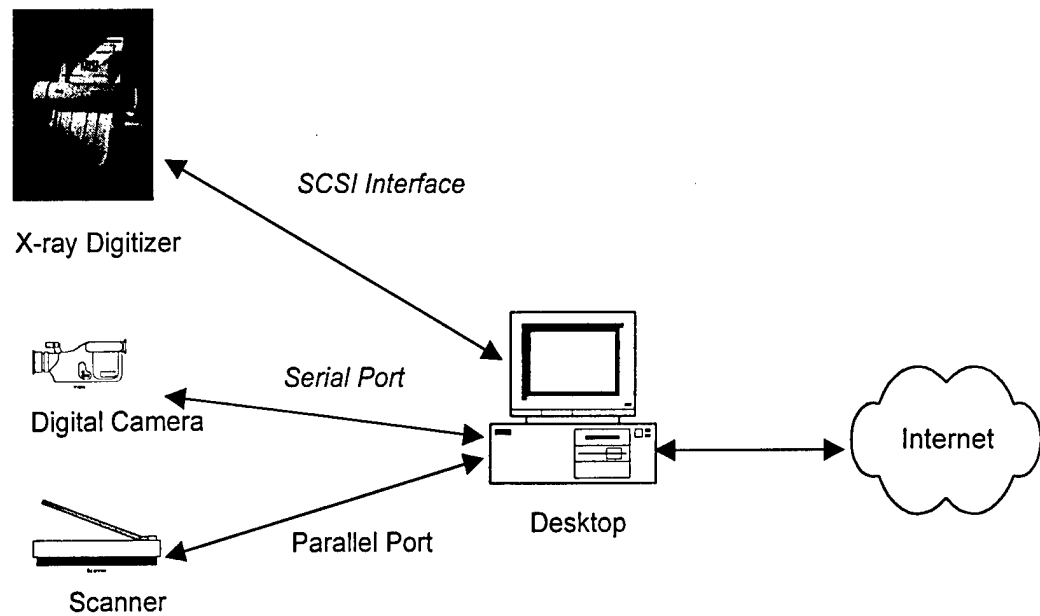 SCSI Interface
X-ray Digitizer
Serial Port
Digital Camera
Internet
Desktop
Parallel Port
Scanner